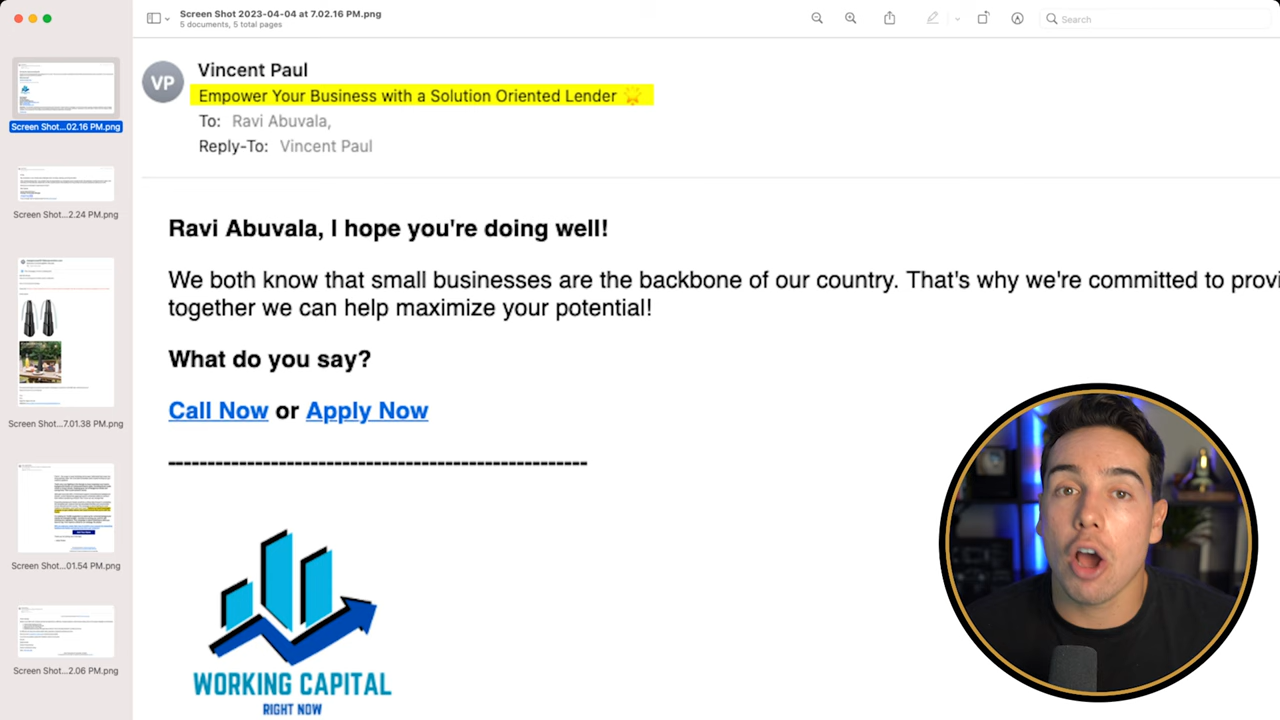 Screen Shot 2023-04-04 at 7.02.16 PM.png
5 documents, 5 total pages
Search
Screen Shot...02.16 PM.png
Screen Shot...2.24 PM.png
Screen Shot...7.01.38 PM.png
Screen Shot...01.54 PM.png
Screen Shot...2.06 PM.png
VP
Vincent Paul
Empower Your Business with a Solution Oriented Lender
To: Ravi Abuvala,
Reply-To: Vincent Paul
Ravi Abuvala, I hope you're doing well!
We both know that small businesses are the backbone of our country. That's why we're committed to provi
together we can help maximize your potential!
What do you say?
Call Now or Apply Now
------------------------------------------------------
WORKING CAPITAL
RIGHT NOW